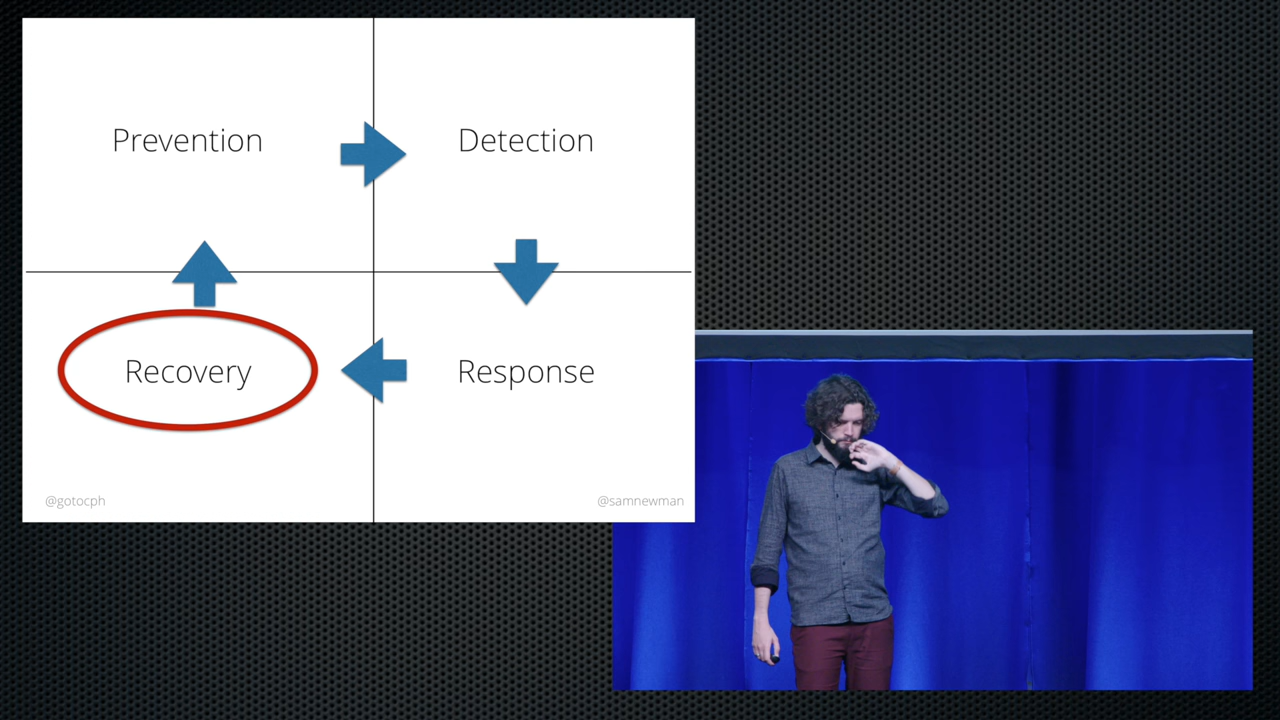 Prevention
Detection
Recovery
Response
@gotocph
@samnewman